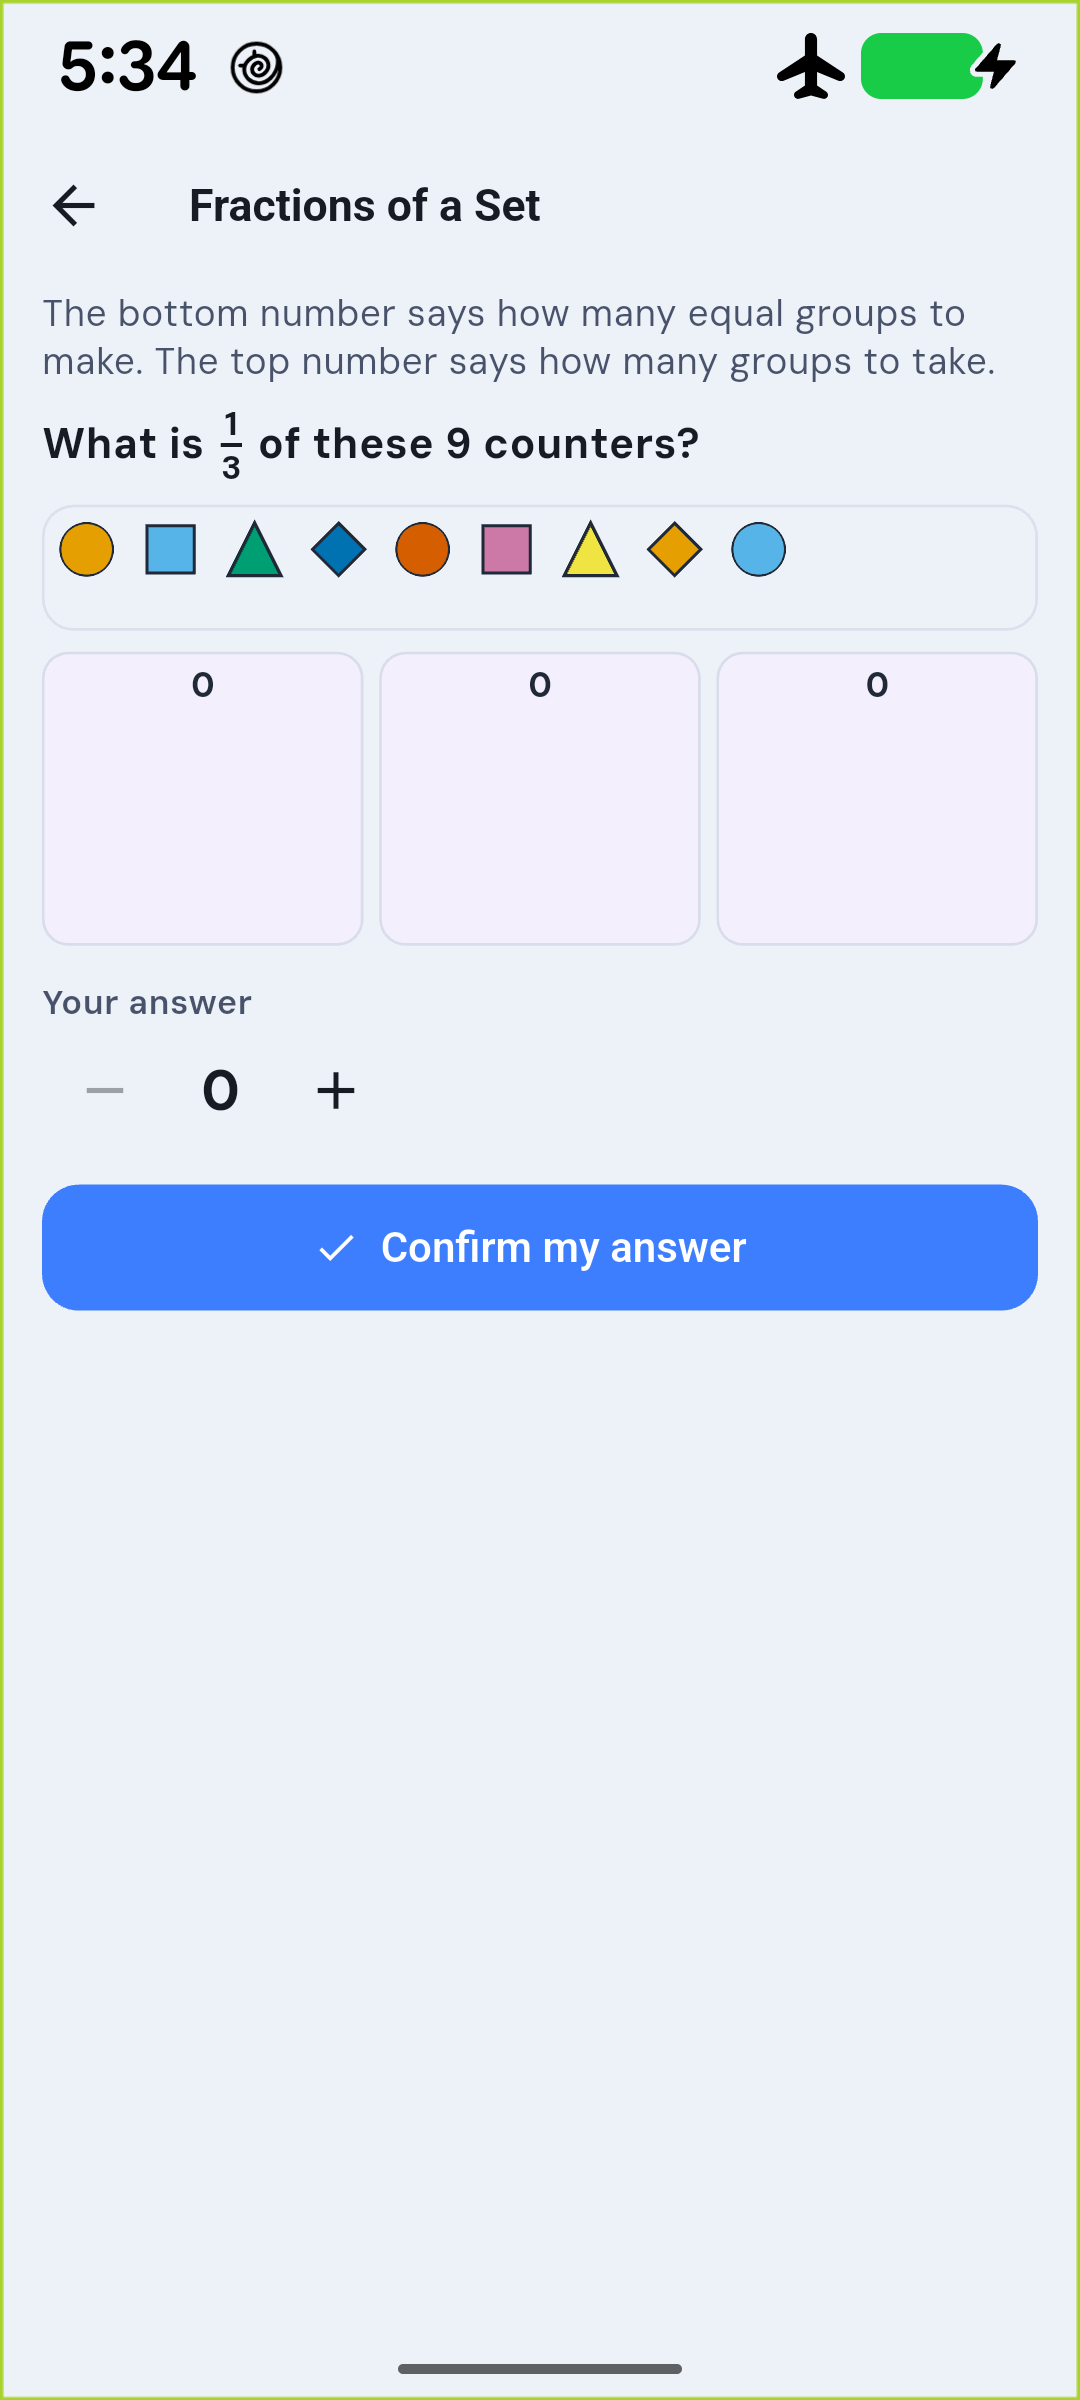 5:34
Fractions of a Set
The bottom number says how many equal groups to
make. The top number says how many groups to take.
What is 1/3 of these 9 counters?
0 0 0
Your answer
− 0 +
Confirm my answer